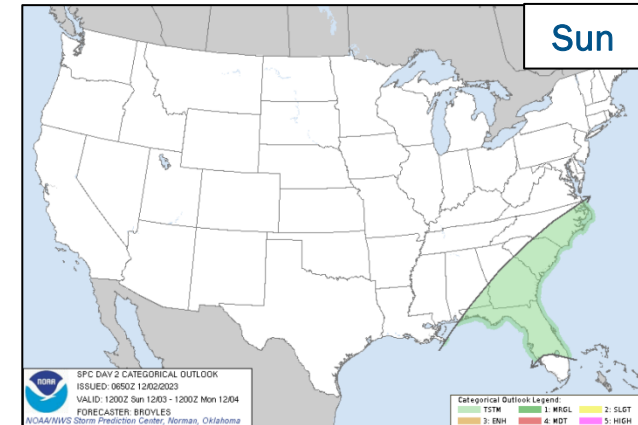 Sun
NOAA
SPC DAY 2 CATEGORICAL OUTLOOK
ISSUED: 0650Z 12/02/2023
VALID: 1200Z Sun 12/03 - 1200Z Mon 12/04
FORECASTER: BROYLES
NOAA/NWS Storm Prediction Center, Norman, Oklahoma
Categorical Outlook Legend:
TSTM 1: MRGL 2: SLGT
3: ENH 4: MDT 5: HIGH